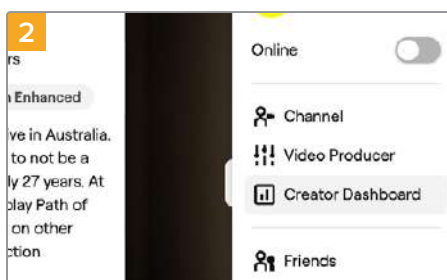 2
rs
n Enhanced
ve in Australia.
to not be a
ly 27 years. At
play Path of
on other
ction
Online
Channel
Video Producer
Creator Dashboard
Friends